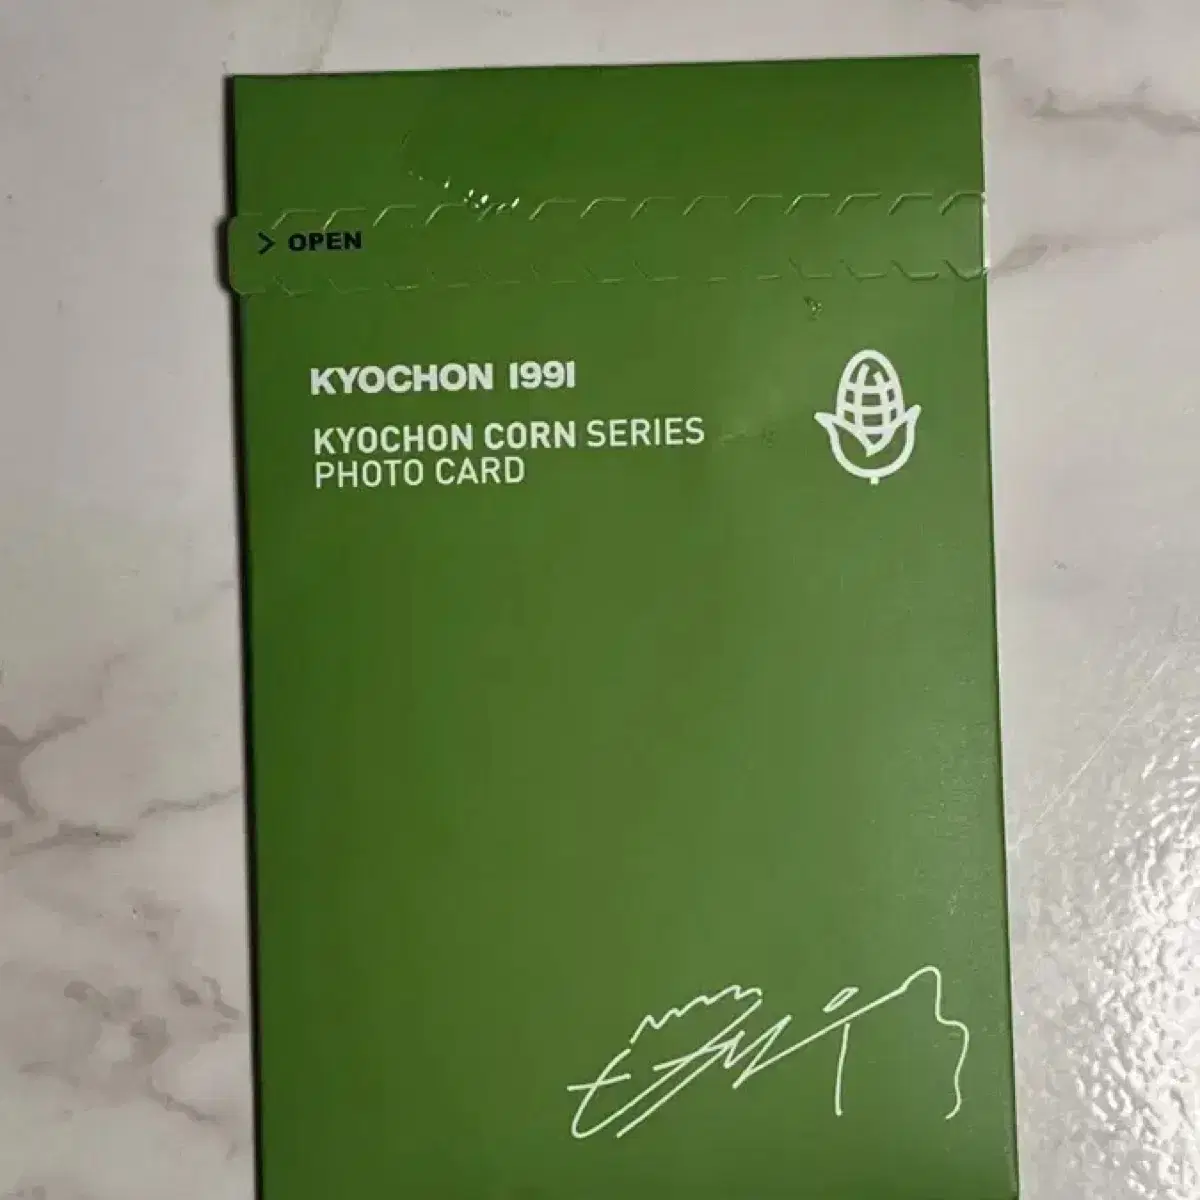 > OPEN
KYOCHON 1991
KYOCHON CORN SERIES
PHOTO CARD